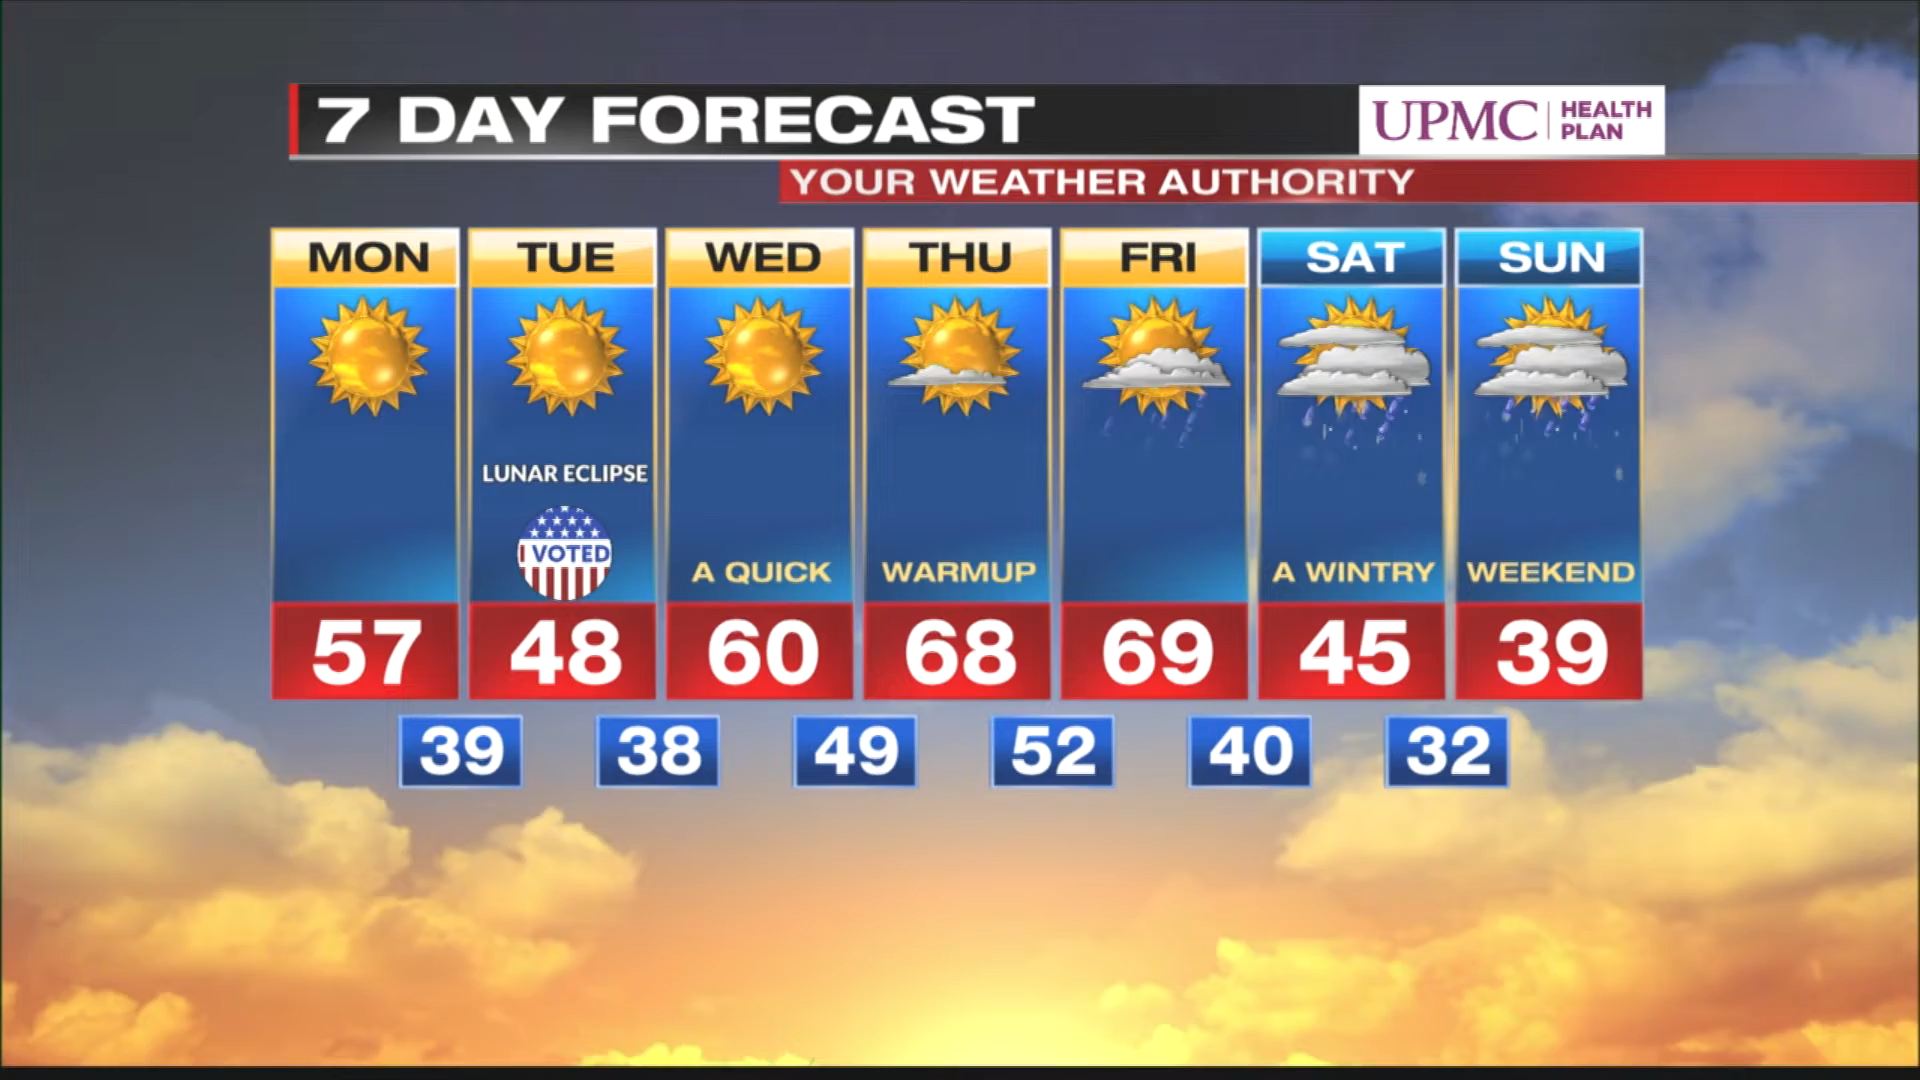 7 DAY FORECAST
UPMC HEALTH PLAN
YOUR WEATHER AUTHORITY
MON TUE WED THU FRI SAT SUN
LUNAR ECLIPSE
I VOTED
A QUICK WARMUP A WINTRY WEEKEND
57 48 60 68 69 45 39
39 38 49 52 40 32